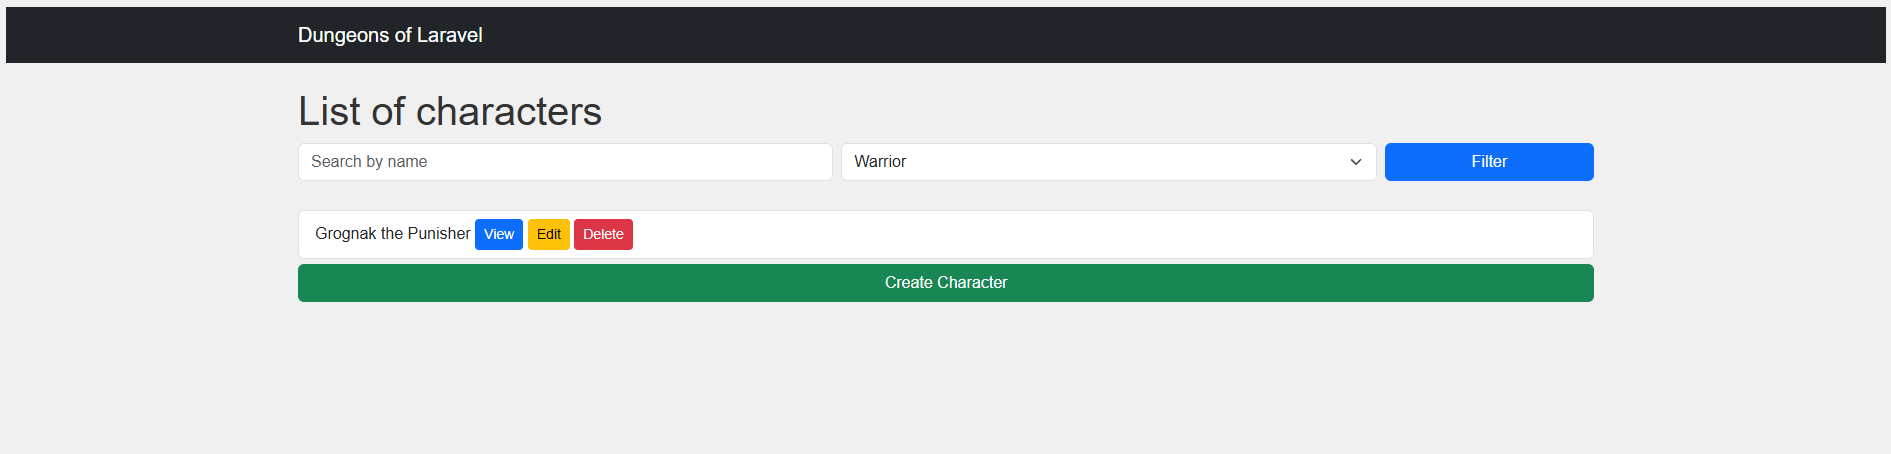 Dungeons of Laravel
List of characters
Search by name Warrior Filter
Grognak the Punisher View Edit Delete
Create Character